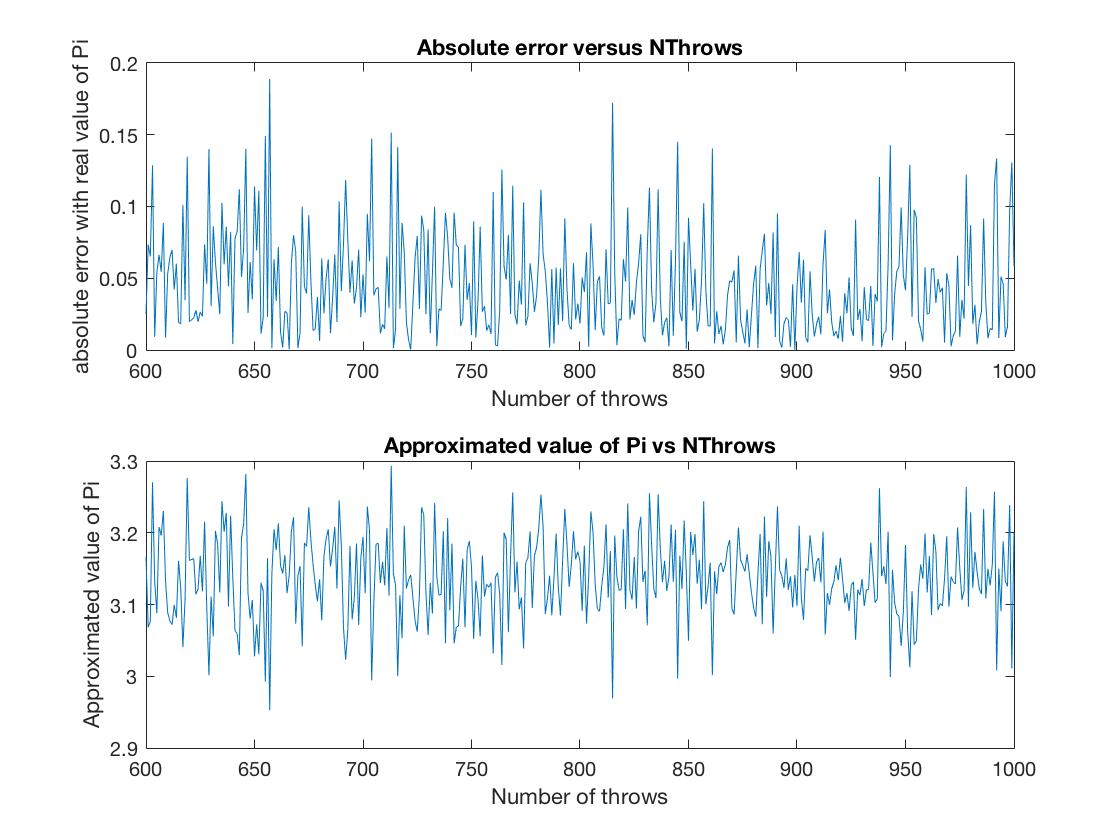 Absolute error versus NThrows
absolute error with real value of Pi
0.2
0.15
0.1
0.05
0
600 650 700 750 800 850 900 950 1000
Number of throws
Approximated value of Pi vs NThrows
Approximated value of Pi
3.3
3.2
3.1
3
2.9
600 650 700 750 800 850 900 950 1000
Number of throws